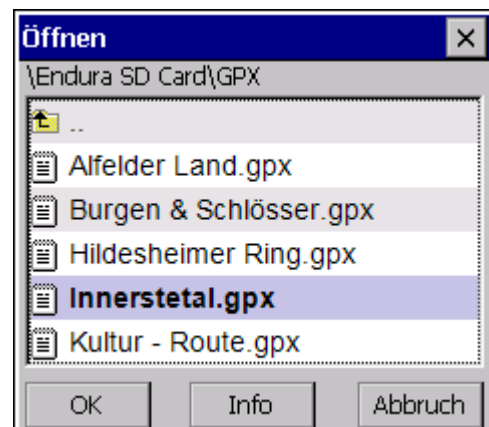 Öffnen
\Endura SD Card\GPX
..
Alfelder Land.gpx
Burgen & Schlösser.gpx
Hildesheimer Ring.gpx
Innerstetal.gpx
Kultur - Route.gpx
OK Info Abbruch